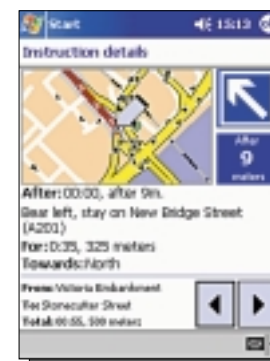 Start 15:13
Instruction details
After
9
meters
After: 00:00, after 9m.
Bear left, stay on New Bridge Street
(A201)
For: 0:35, 325 meters
Towards: North
From: Victoria Embankment
To: Stonecutter Street
Total: 00:55, 500 meters